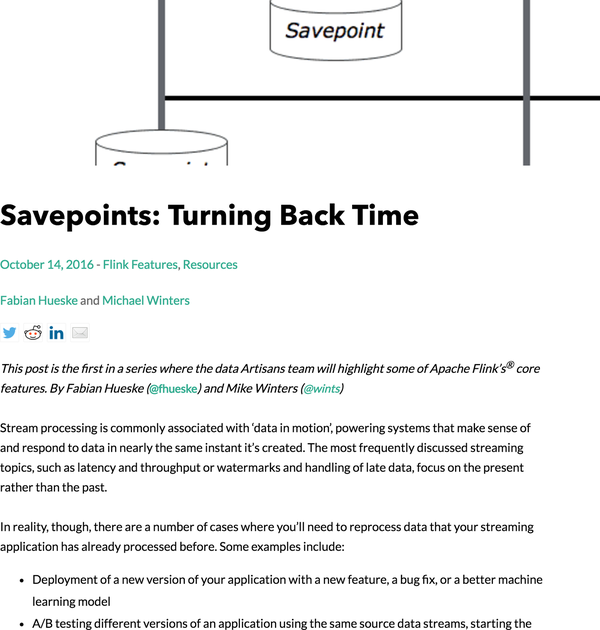 Savepoint
Savepoints: Turning Back Time
October 14, 2016 - Flink Features, Resources
Fabian Hueske and Michael Winters
This post is the first in a series where the data Artisans team will highlight some of Apache Flink's® core
features. By Fabian Hueske (@fhueske) and Mike Winters (@wints)
Stream processing is commonly associated with 'data in motion', powering systems that make sense of
and respond to data in nearly the same instant it's created. The most frequently discussed streaming
topics, such as latency and throughput or watermarks and handling of late data, focus on the present
rather than the past.
In reality, though, there are a number of cases where you'll need to reprocess data that your streaming
application has already processed before. Some examples include:
• Deployment of a new version of your application with a new feature, a bug fix, or a better machine
learning model
• A/B testing different versions of an application using the same source data streams, starting the